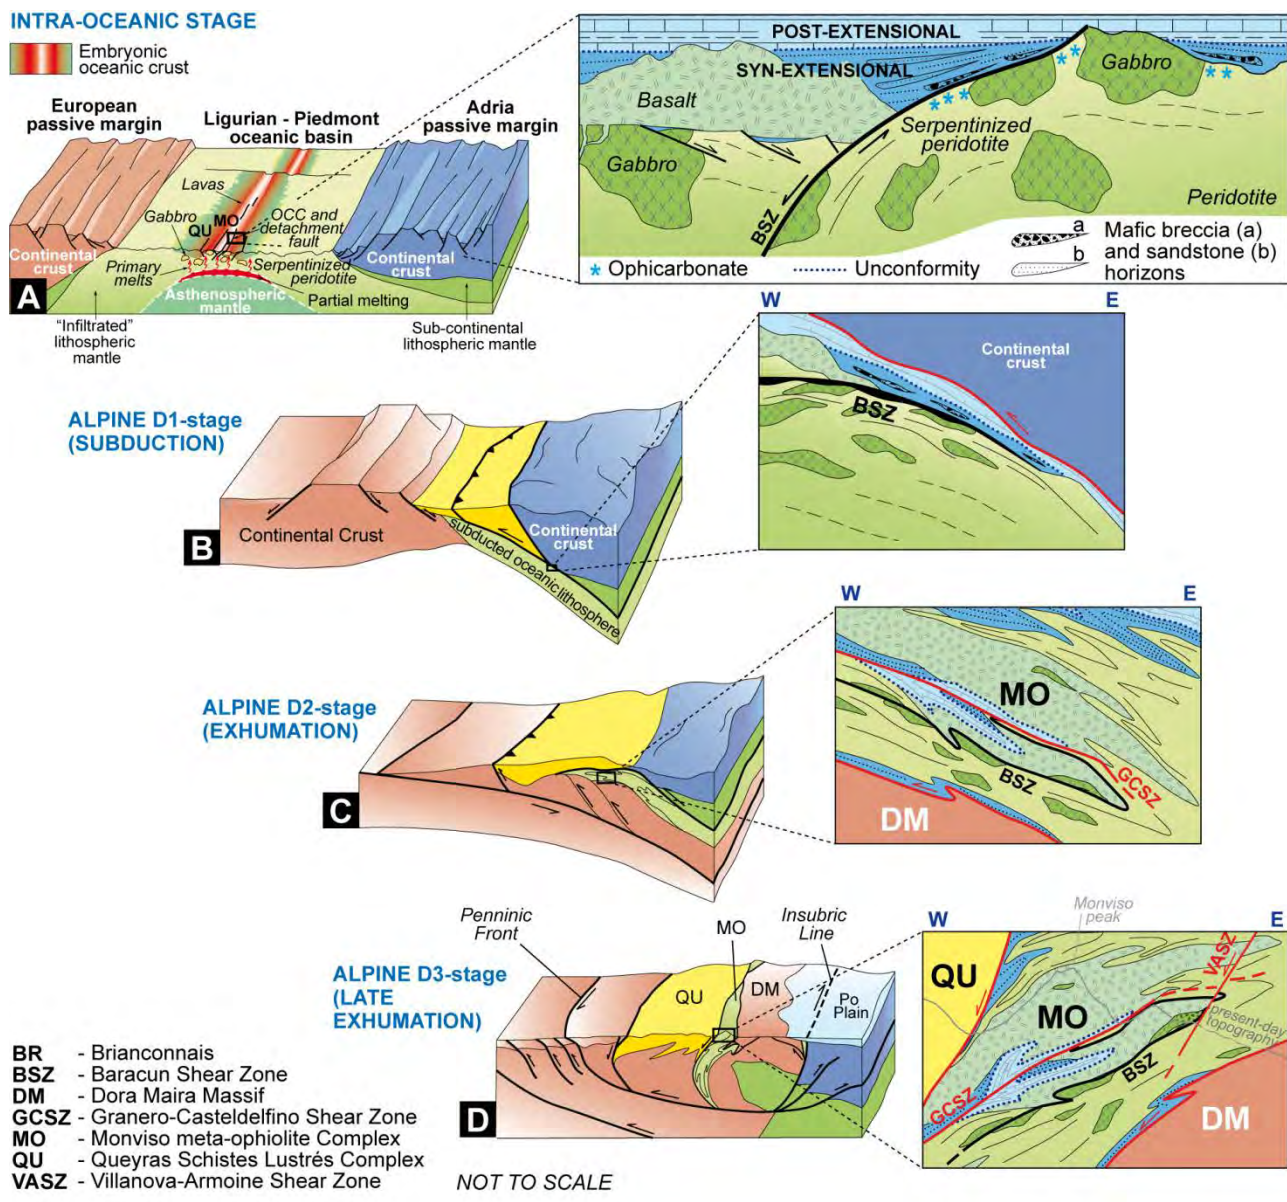 INTRA-OCEANIC STAGE
Embryonic
oceanic crust
European
passive margin
Ligurian - Piedmont
oceanic basin
Adria
passive margin
Lavas
Gabbro
QU
MO
OCC and
detachment
fault
Continental
crust
Primary
melts
Serpentinized
peridotite
Continental
crust
Asthenospheric
mantle
Partial melting
A
"Infiltrated"
lithospheric
mantle
Sub-continental
lithospheric mantle
POST-EXTENSIONAL
SYN-EXTENSIONAL
Basalt
Gabbro
Gabbro
Serpentinized
peridotite
Peridotite
BSZ
a
b
Mafic breccia (a)
and sandstone (b)
horizons
* Ophicarbonate
Unconformity
W
E
ALPINE D1-stage
(SUBDUCTION)
Continental Crust
subducted oceanic lithosphere
Continental
crust
B
Continental
crust
BSZ
W
E
ALPINE D2-stage
(EXHUMATION)
C
MO
BSZ
GCSZ
DM
Penninic
Front
MO
Insubric
Line
ALPINE D3-stage
(LATE
EXHUMATION)
QU
DM
Po
Plain
D
W
Monviso
peak
E
QU
MO
VASZ
present-day
topography
BSZ
GCSZ
DM
BR - Brianconnais
BSZ - Baracun Shear Zone
DM - Dora Maira Massif
GCSZ - Granero-Casteldelfino Shear Zone
MO - Monviso meta-ophiolite Complex
QU - Queyras Schistes Lustrés Complex
VASZ - Villanova-Armoine Shear Zone
NOT TO SCALE